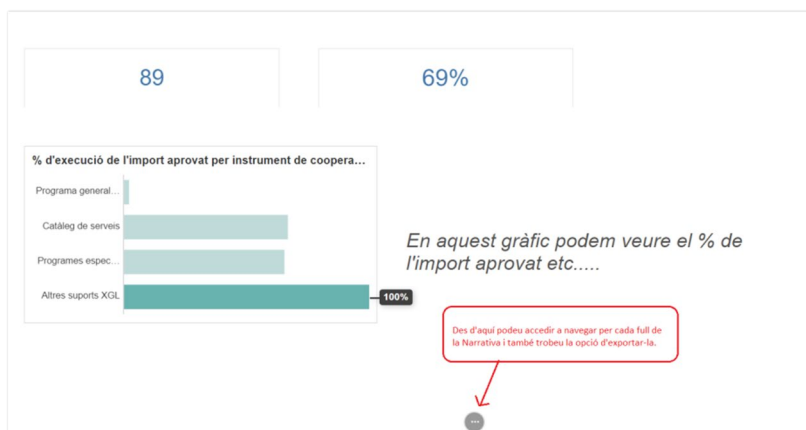 89
69%
% d'execució de l'import aprovat per instrument de coopera...
Programa general...
Catàleg de serveis
Programes espec...
Altres suports XGL
100%
En aquest gràfic podem veure el % de
l'import aprovat etc.....
Des d'aquí podeu accedir a navegar per cada full de
la Narrativa i també trobeu la opció d'exportar-la.